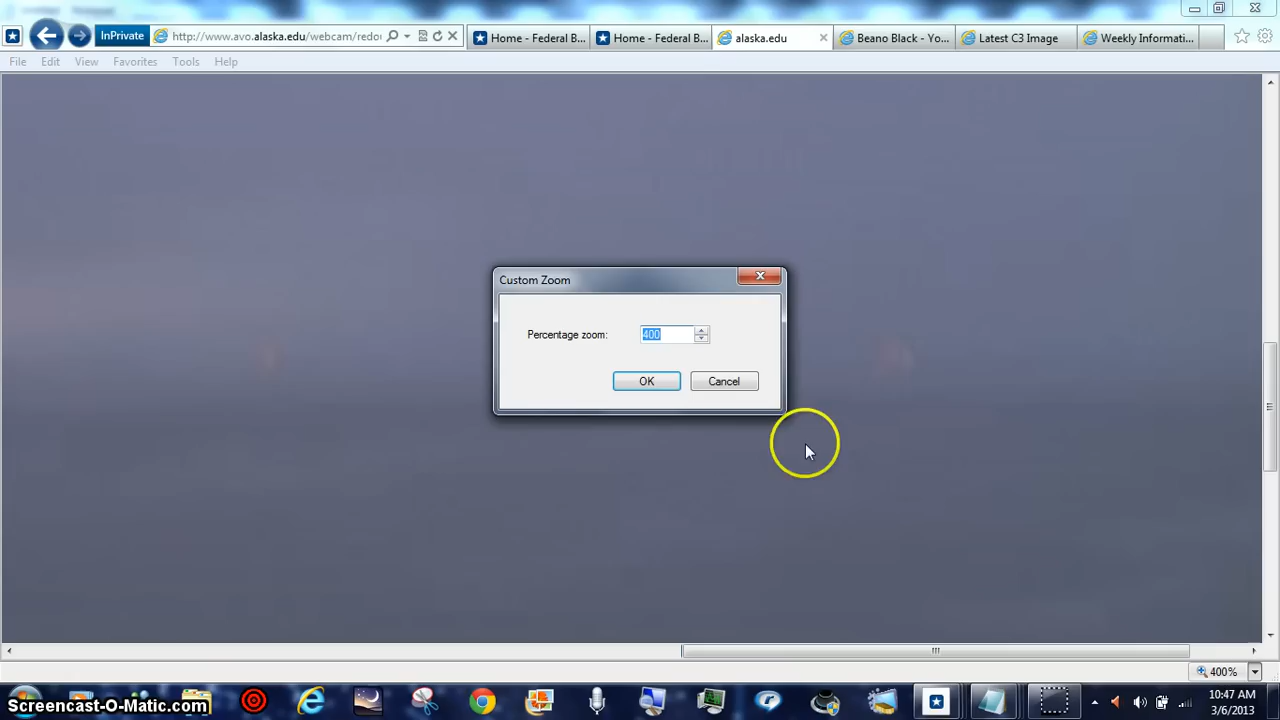 InPrivate
http://www.avo.alaska.edu/webcam/redou
Home - Federal B...
Home - Federal B...
alaska.edu
Beano Black - Yo...
Latest C3 Image
Weekly Informati...
File Edit View Favorites Tools Help
Custom Zoom
Percentage zoom: 400
OK Cancel
400%
Screencast-O-Matic.com
10:47 AM
3/6/2013